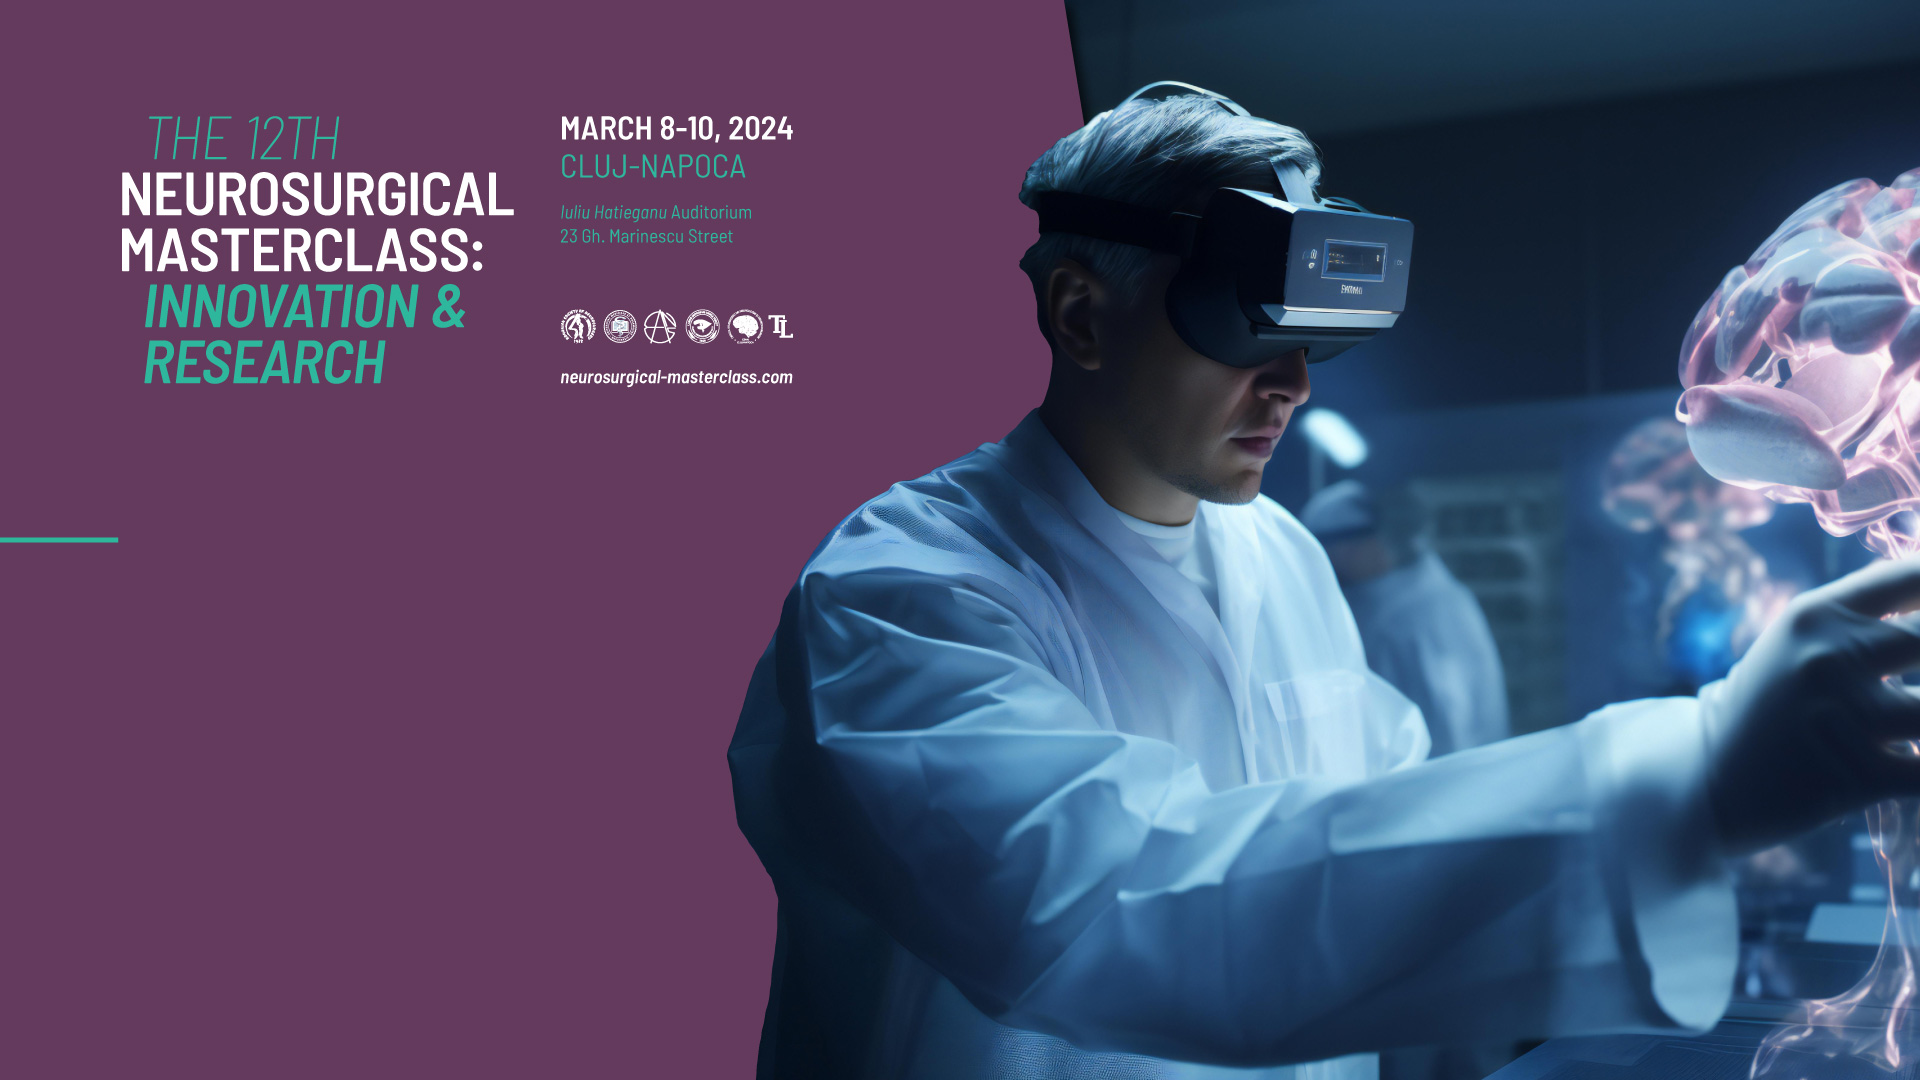 THE 12TH
NEUROSURGICAL
MASTERCLASS:
INNOVATION &
RESEARCH
MARCH 8-10, 2024
CLUJ-NAPOCA
Iuliu Hatieganu Auditorium
23 Gh. Marinescu Street
TL
neurosurgical-masterclass.com